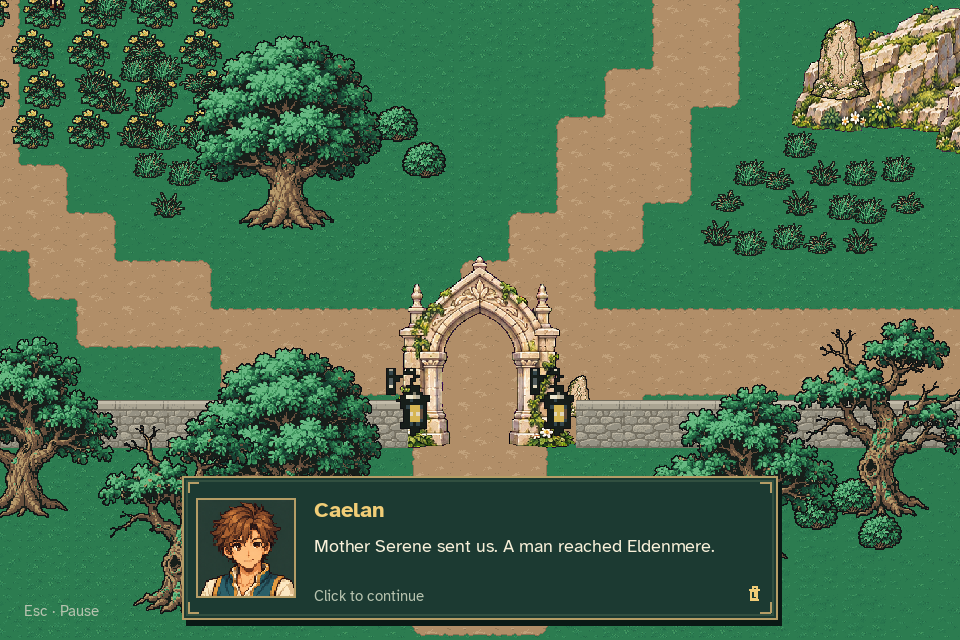 Caelan
Mother Serene sent us. A man reached Eldenmere.
Click to continue
Esc · Pause